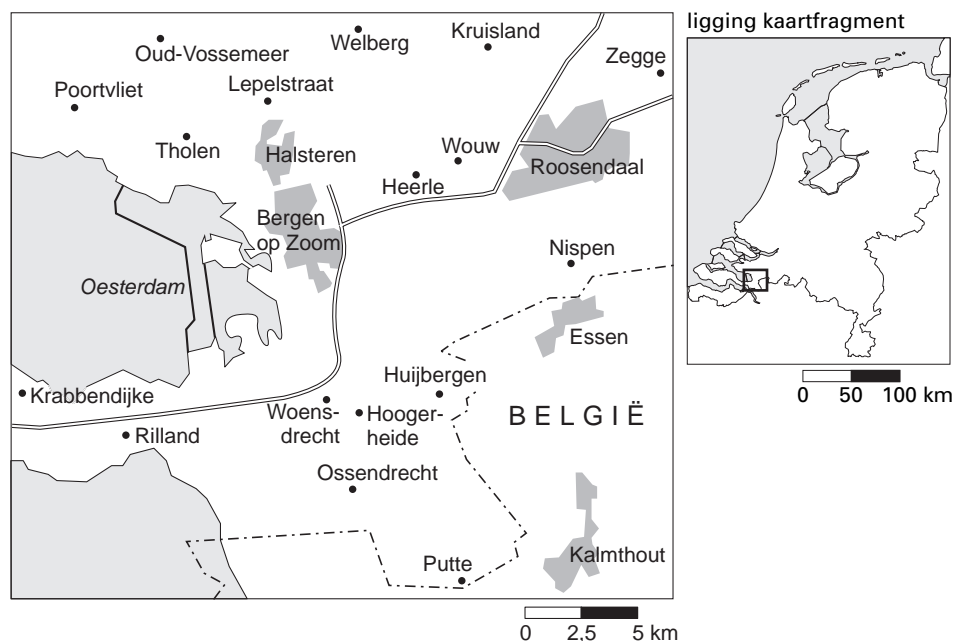 ligging kaartfragment
Kruisland
Welberg
Oud-Vossemeer
Zegge
Lepelstraat
Poortvliet
Tholen
Halsteren
Wouw
Roosendaal
Heerle
Bergen
op Zoom
Nispen
Oesterdam
Essen
Huijbergen
Krabbendijke
Woens-
drecht
Hooger-
heide
BELGIË
Rilland
Ossendrecht
Putte
Kalmthout
0 2,5 5 km
0 50 100 km